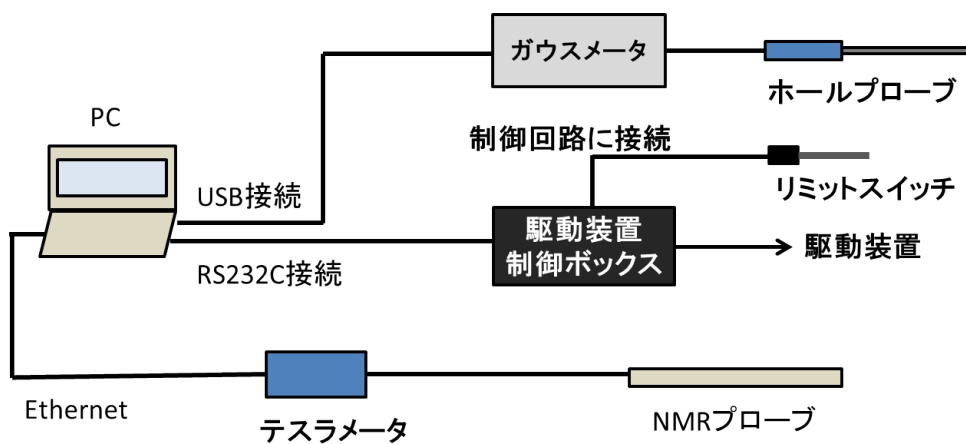 ガウスメータ
ホールプローブ
PC
制御回路に接続
リミットスイッチ
USB接続
駆動装置
制御ボックス
駆動装置
RS232C接続
Ethernet
テスラメータ
NMRプローブ